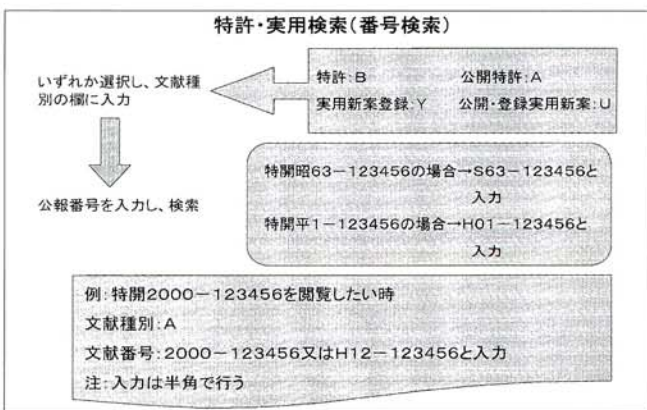 特許・実用検索(番号検索)
いずれか選択し、文献種
別の欄に入力
特許:B 公開特許:A
実用新案登録:Y 公開・登録実用新案:U
公報番号を入力し、検索
特開昭63-123456の場合→S63-123456と
入力
特開平1-123456の場合→H01-123456と
入力
例:特開2000-123456を閲覧したい時
文献種別:A
文献番号:2000-123456又はH12-123456と入力
注:入力は半角で行う